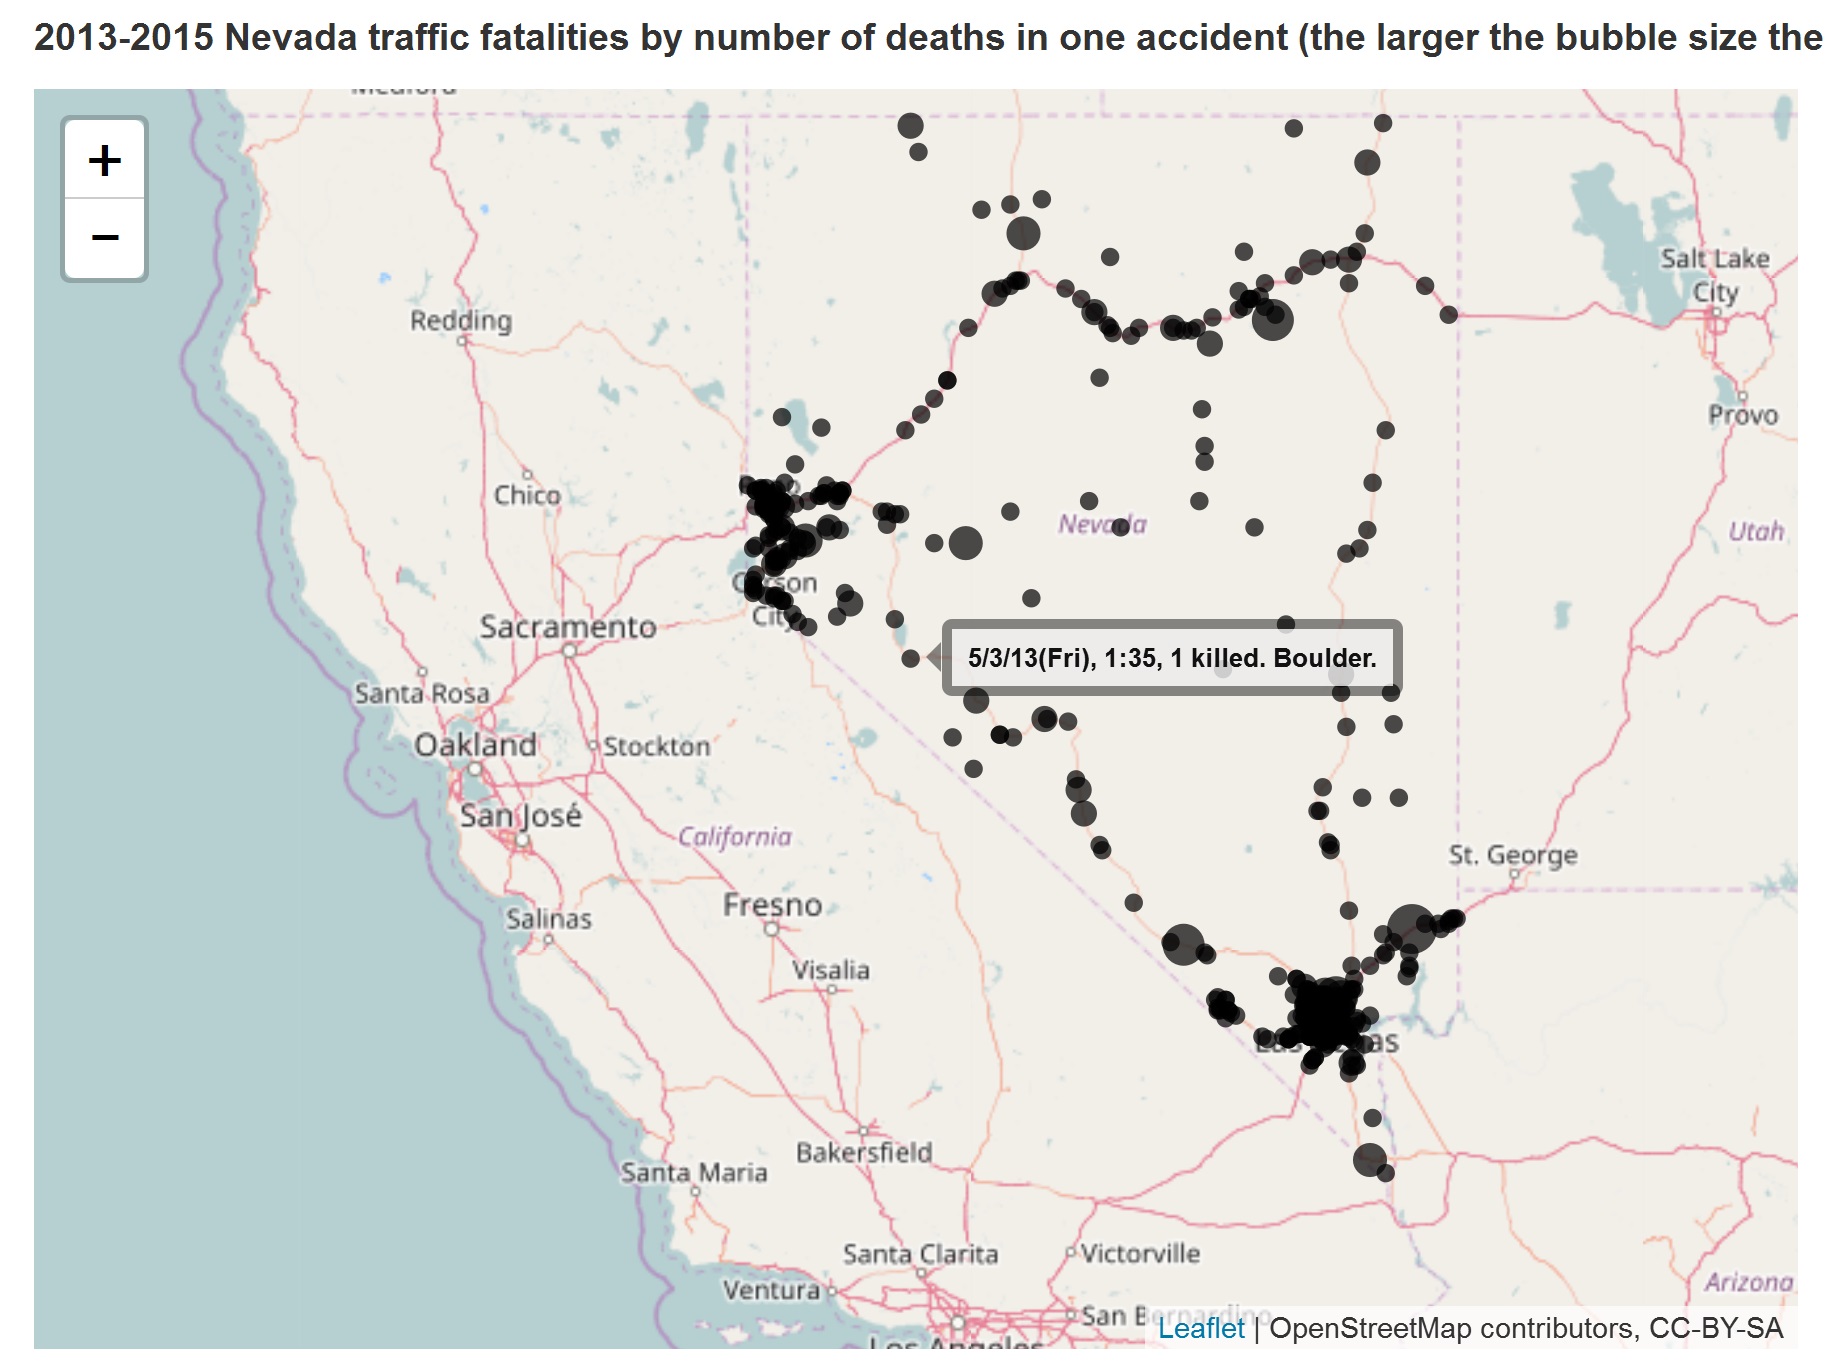 2013-2015 Nevada traffic fatalities by number of deaths in one accident (the larger the bubble size the
Medford
+
−
Salt Lake
City
Redding
Provo
Chico
Nevada
Utah
Carson
City
Sacramento
5/3/13(Fri), 1:35, 1 killed. Boulder.
Santa Rosa
Oakland
Stockton
San José
California
St. George
Fresno
Salinas
Visalia
Las
as
Bakersfield
Santa Maria
Santa Clarita
Victorville
Arizona
Ventura
San Bernardino
Leaflet | OpenStreetMap contributors, CC-BY-SA
Los Angeles